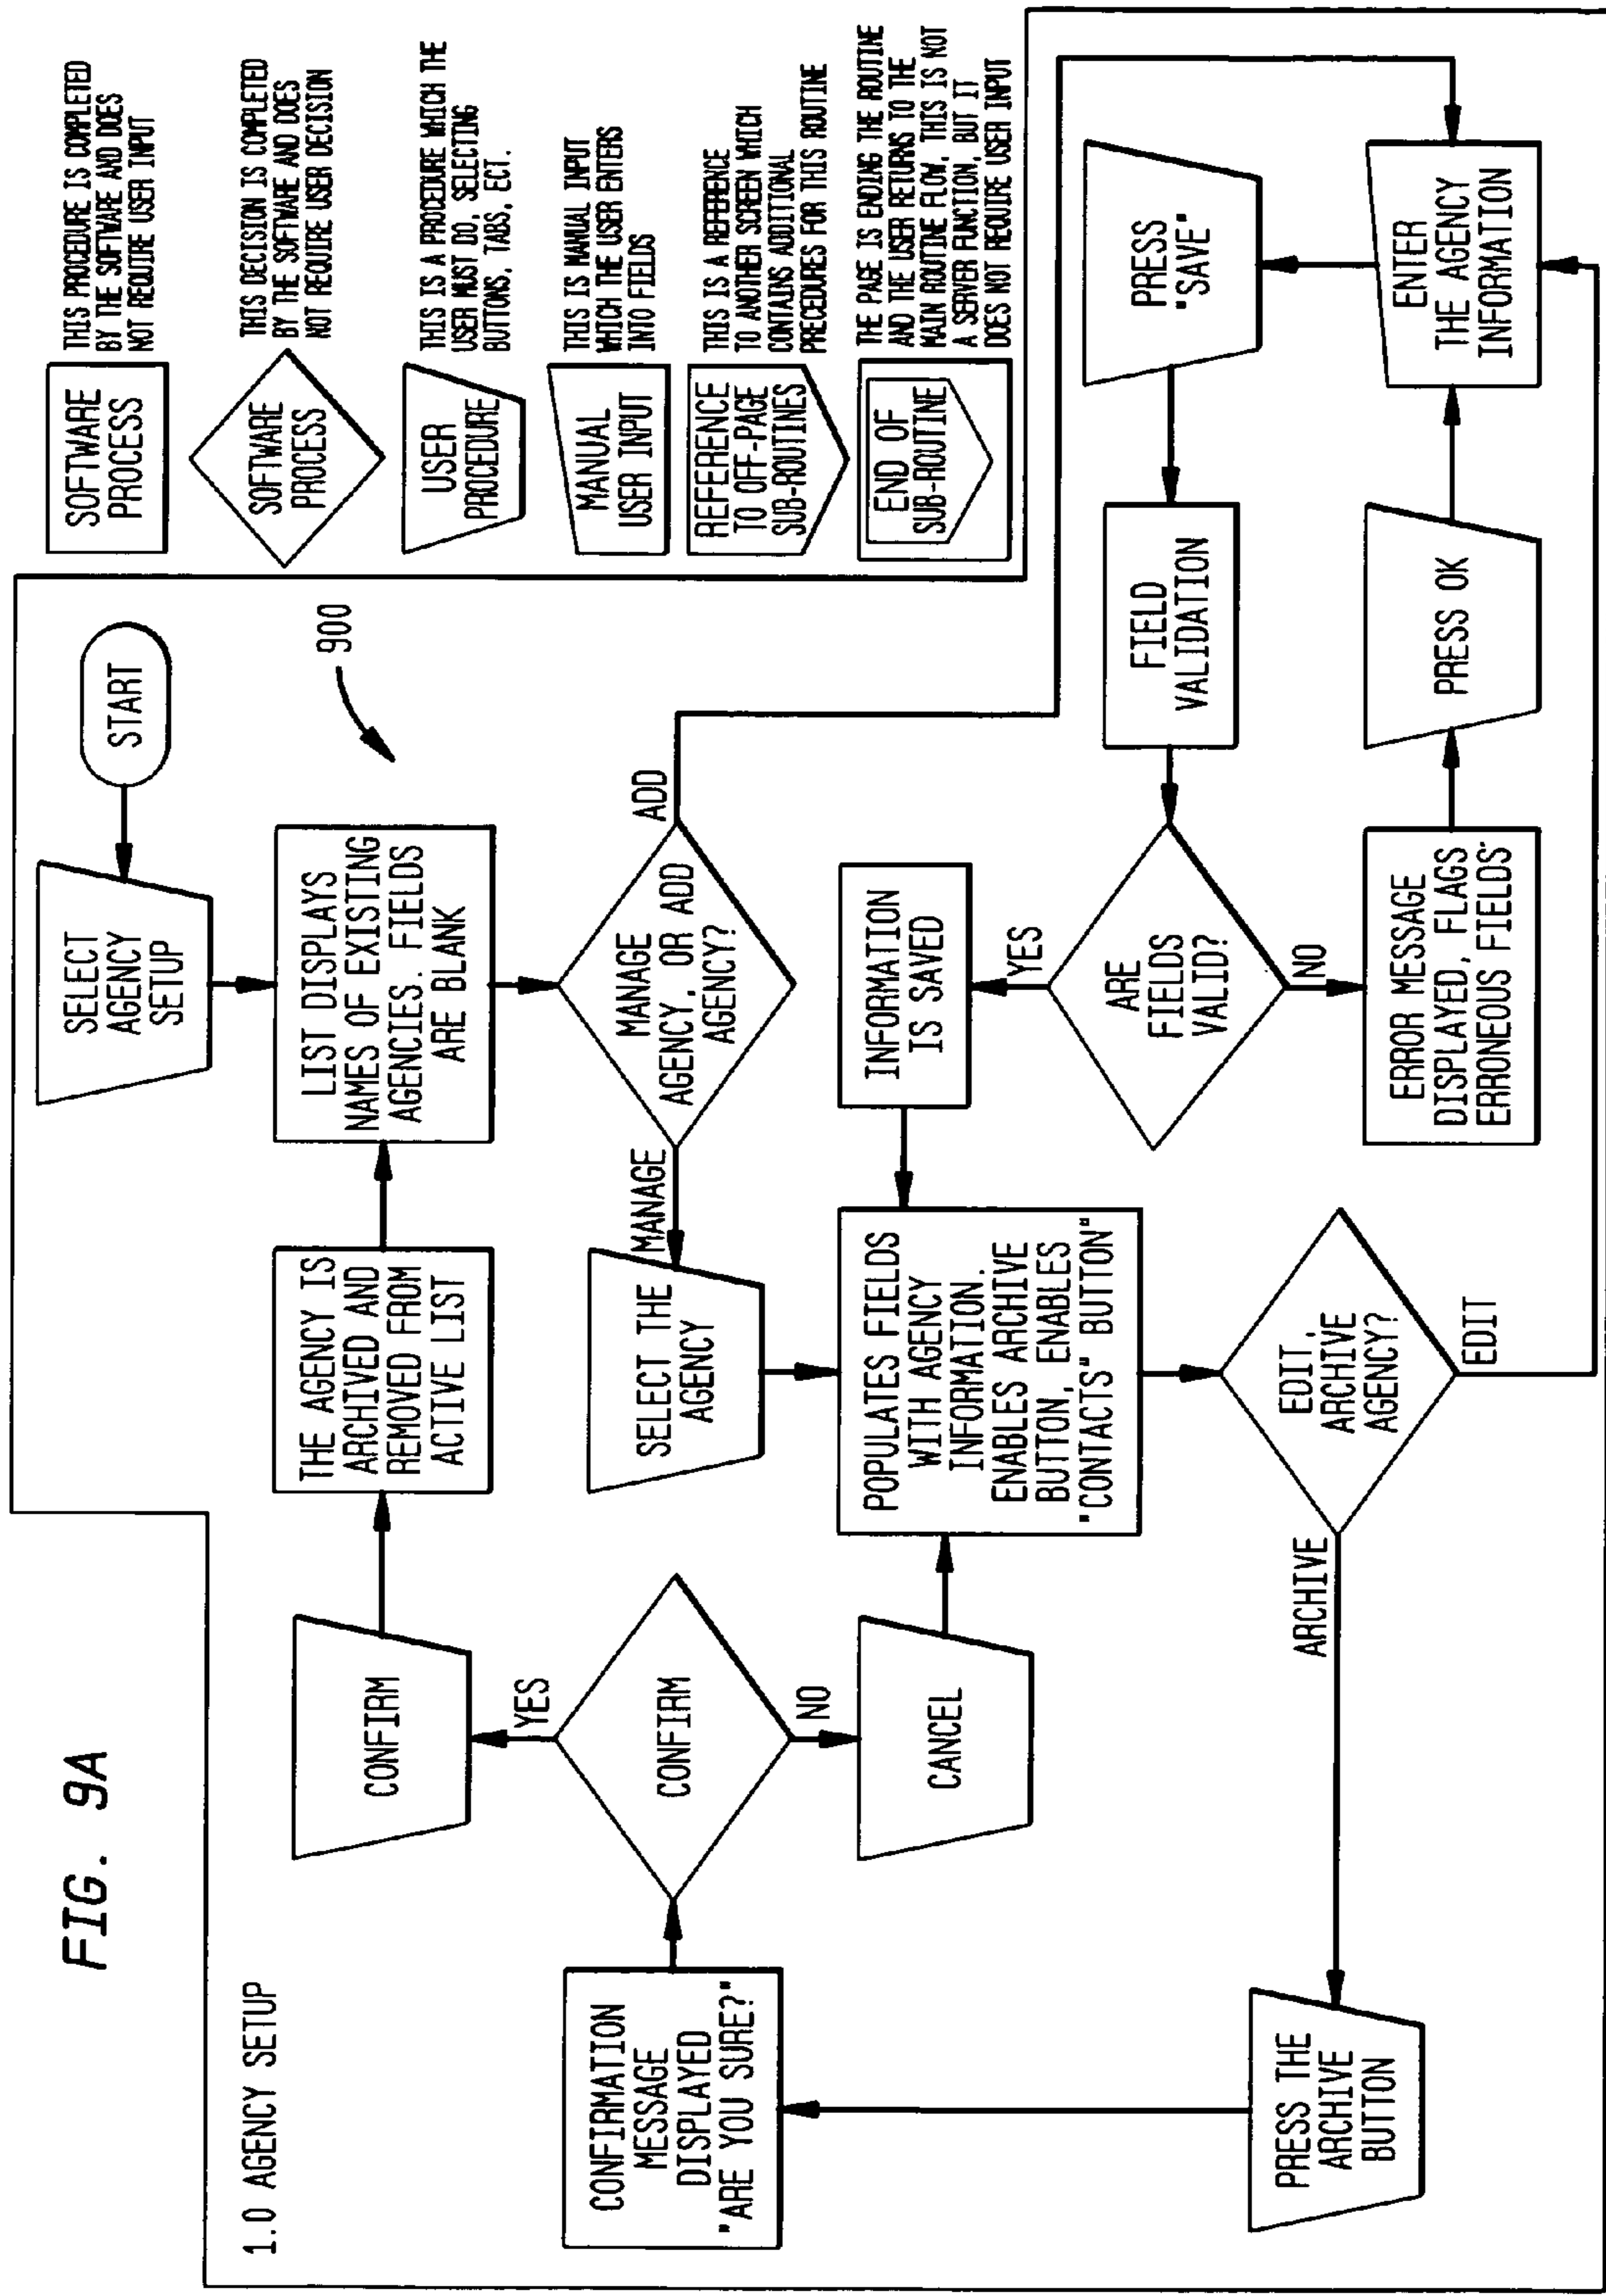 FIG. 9A
1.0 AGENCY SETUP
START
SELECT
AGENCY
SETUP
900
LIST DISPLAYS
NAMES OF EXISTING
AGENCIES. FIELDS
ARE BLANK
THE AGENCY IS
ARCHIVED AND
REMOVED FROM
ACTIVE LIST
CONFIRM
YES
CONFIRM
NO
CANCEL
CONFIRMATION
MESSAGE
DISPLAYED
"ARE YOU SURE?"
MANAGE
AGENCY, OR ADD
AGENCY?
ADD
MANAGE
SELECT THE
AGENCY
POPULATES FIELDS
WITH AGENCY
INFORMATION.
ENABLES ARCHIVE
BUTTON, ENABLES
"CONTACTS" BUTTON"
INFORMATION
IS SAVED
YES
ARE
FIELDS
VALID?
NO
FIELD
VALIDATION
PRESS
"SAVE"
ENTER
THE AGENCY
INFORMATION
PRESS OK
ERROR MESSAGE
DISPLAYED, FLAGS
ERRONEOUS FIELDS"
EDIT,
ARCHIVE
AGENCY?
EDIT
ARCHIVE
PRESS THE
ARCHIVE
BUTTON
SOFTWARE
PROCESS
THIS PROCEDURE IS COMPLETED
BY THE SOFTWARE AND DOES
NOT REQUIRE USER INPUT
SOFTWARE
PROCESS
THIS DECISION IS COMPLETED
BY THE SOFTWARE AND DOES
NOT REQUIRE USER DECISION
USER
PROCEDURE
THIS IS A PROCEDURE WHICH THE
USER MUST DO, SELECTING
BUTTONS, TABS, ECT.
MANUAL
USER INPUT
THIS IS MANUAL INPUT
WHICH THE USER ENTERS
INTO FIELDS
REFERENCE
TO OFF-PAGE
SUB-ROUTINES
THIS IS A REFERENCE
TO ANOTHER SCREEN WHICH
CONTAINS ADDITIONAL
PRECEDURES FOR THIS ROUTINE
END OF
SUB-ROUTINE
THE PAGE IS ENDING THE ROUTINE
AND THE USER RETURNS TO THE
MAIN ROUTINE FLOW, THIS IS NOT
A SERVER FUNCTION, BUT IT
DOES NOT REQUIRE USER INPUT